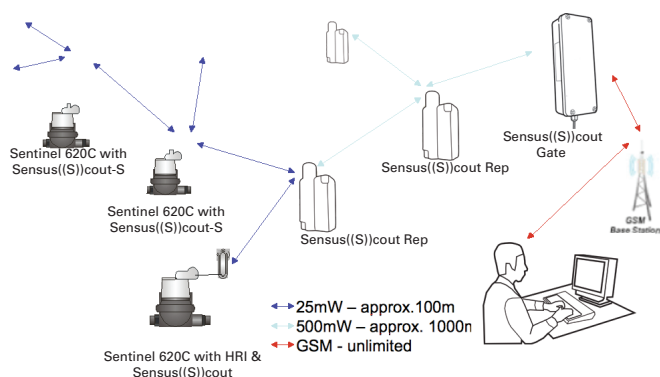 Sentinel 620C with
Sensus((S))cout-S
Sentinel 620C with
Sensus((S))cout-S
Sentinel 620C with HRI &
Sensus((S))cout
Sensus((S))cout Rep
Sensus((S))cout Rep
Sensus((S))cout
Gate
GSM
Base Station
25mW – approx.100m
500mW – approx. 1000n
GSM - unlimited